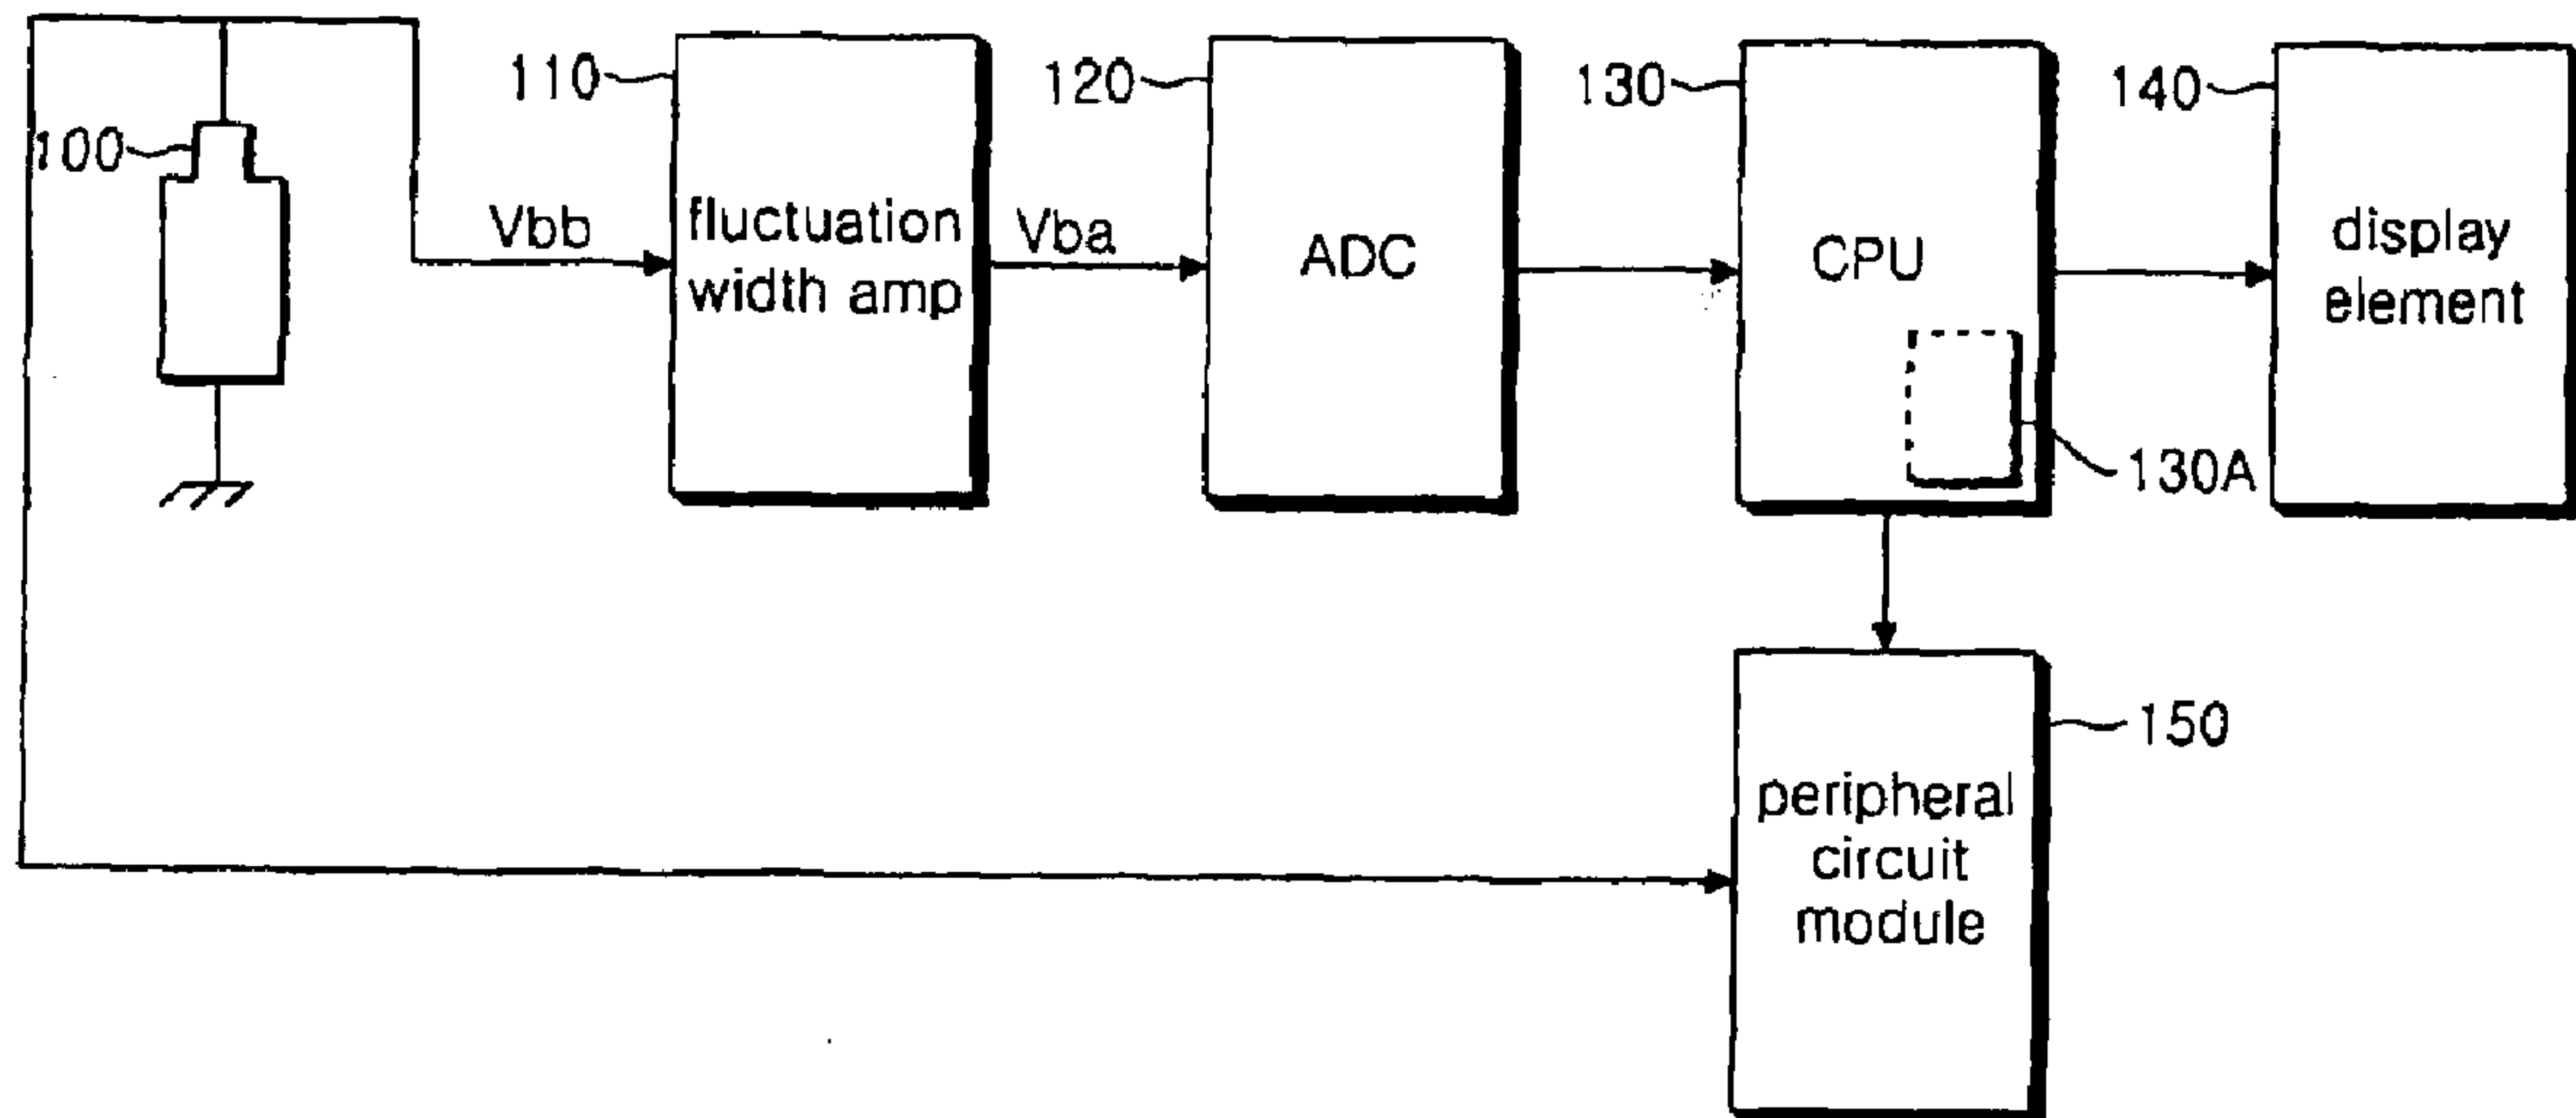 110
120
130
140
100
Vbb
fluctuation
width amp
Vba
ADC
CPU
display
element
130A
150
peripheral
circuit
module